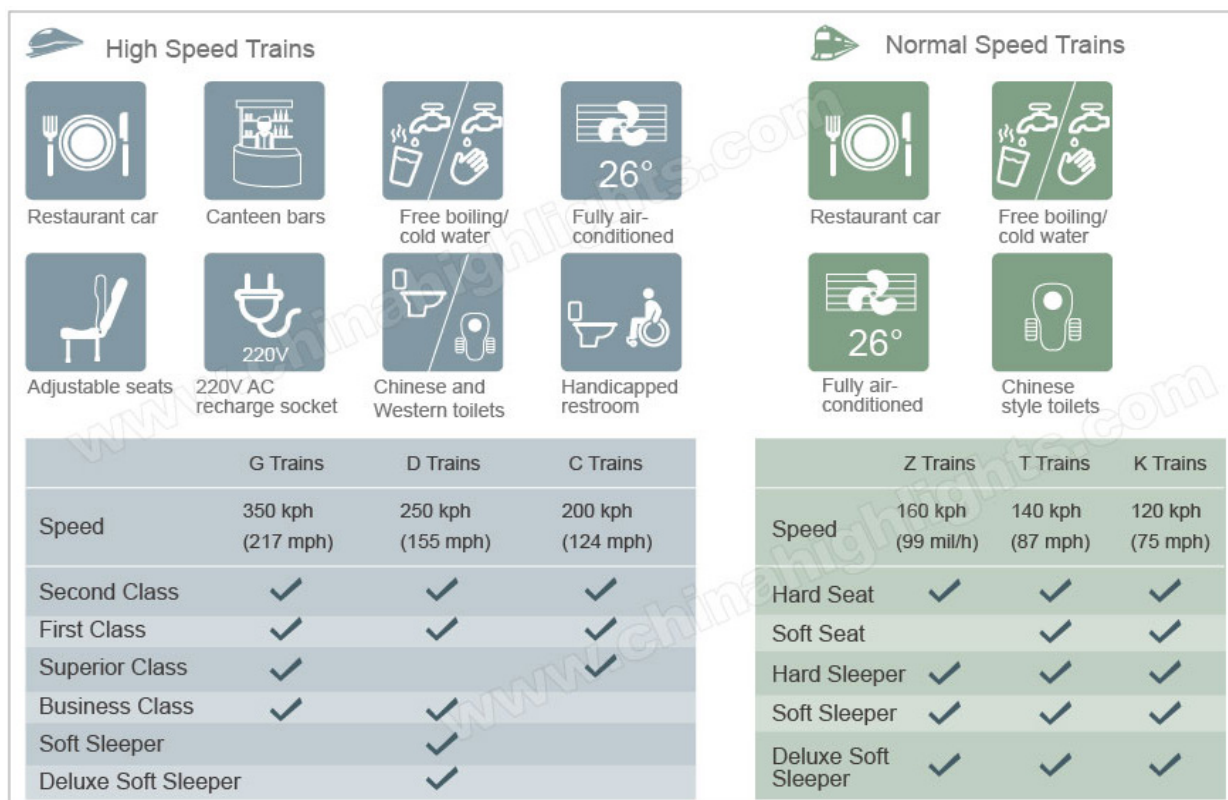 High Speed Trains
Restaurant car
Canteen bars
Free boiling/
cold water
26°
Fully air-
conditioned
Adjustable seats
220V
220V AC
recharge socket
Chinese and
Western toilets
Handicapped
restroom
G Trains D Trains C Trains
Speed
350 kph 250 kph 200 kph
(217 mph) (155 mph) (124 mph)
Second Class
First Class
Superior Class
Business Class
Soft Sleeper
Deluxe Soft Sleeper
Normal Speed Trains
Restaurant car
Free boiling/
cold water
26°
Fully air-
conditioned
Chinese
style toilets
Z Trains T Trains K Trains
Speed
160 kph 140 kph 120 kph
(99 mil/h) (87 mph) (75 mph)
Hard Seat
Soft Seat
Hard Sleeper
Soft Sleeper
Deluxe Soft
Sleeper
www.chinahighlights.com
www.chinahighlights.com